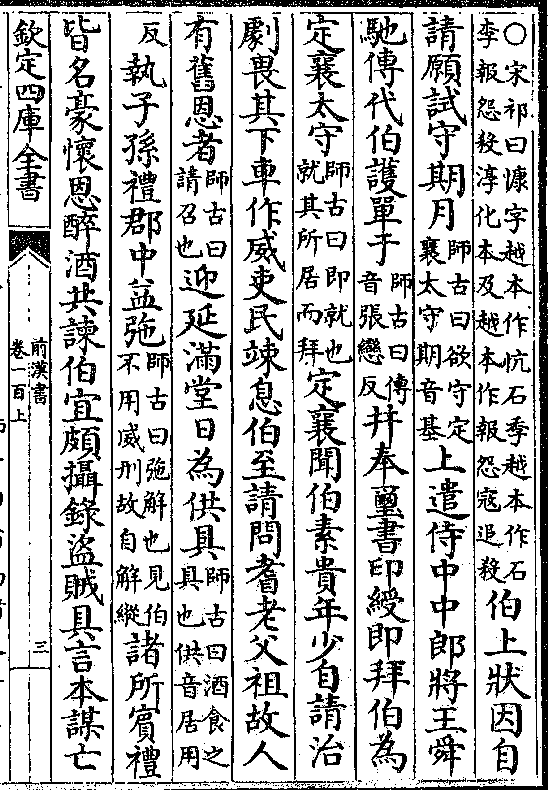 ○宋祁曰慷字越本作忼石季越本作石李報怨殺淳化本及越本作報怨寇追殺伯上狀因自
請願試守期月師古曰欲守定襄太守期音基上遣侍中中郎將王舜
馳傳代伯護單于師古曰傳音張戀反并奉璽書印綬即拜伯為
定襄太守師古曰即就也就其所居而拜定襄聞伯素貴年少自請治
劇畏其下車作威吏民竦息伯至請問耆老父祖故人
有舊恩者師古曰請召也迎延滿堂日為供具師古曰酒食之具也供音居用
反執子孫禮郡中益弛師古曰弛解也見伯不用威刑故自解縱諸所賓禮
皆名豪懷恩醉酒共諫伯宜頗攝錄盜賊具言本謀亡
欽定四庫全書
前漢書
卷一百上
三